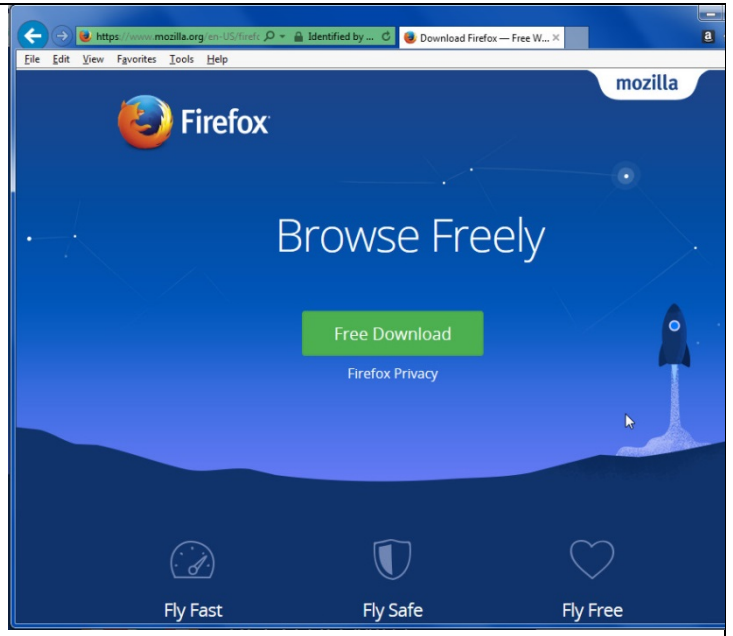 https://www.mozilla.org/en-US/firefo
Identified by ...
Download Firefox — Free W...
a
File Edit View Favorites Tools Help
mozilla
Firefox
Browse Freely
Free Download
Firefox Privacy
Fly Fast
Fly Safe
Fly Free